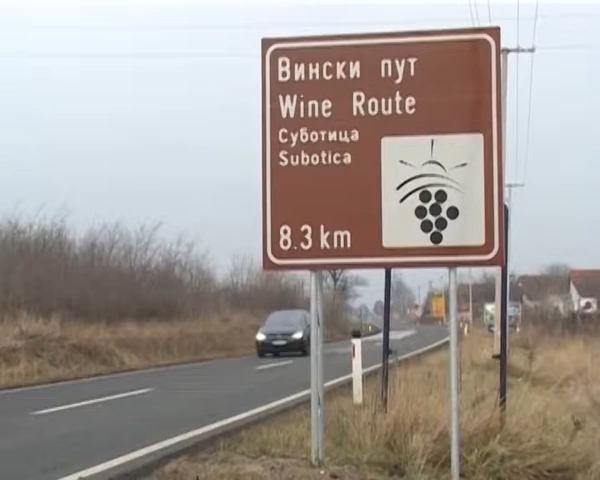 Вински пут
Wine Route
Суботица
Subotica
8.3 km